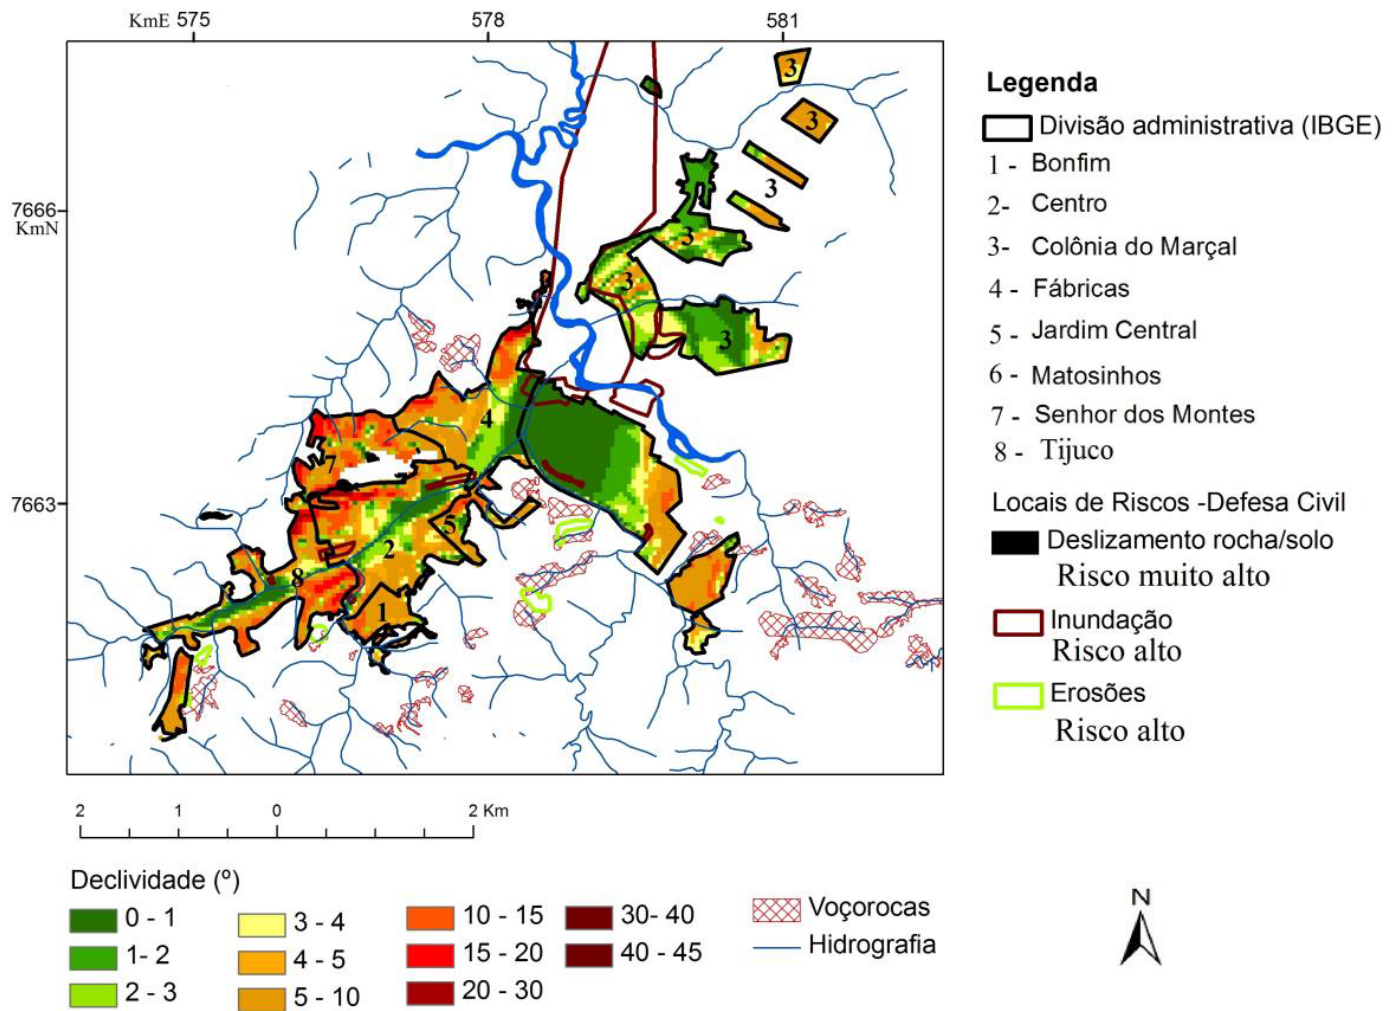 KmE 575 578 581
7666
KmN
7663
3
3
3
3
3
3
4
7
5
2
8
1
Legenda
Divisão administrativa (IBGE)
1 - Bonfim
2- Centro
3- Colônia do Marçal
4 - Fábricas
5 - Jardim Central
6 - Matosinhos
7 - Senhor dos Montes
8 - Tijuco
Locais de Riscos -Defesa Civil
Deslizamento rocha/solo
Risco muito alto
Inundação
Risco alto
Erosões
Risco alto
2 1 0 2 Km
Declividade (º)
0 - 1
1- 2
2 - 3
3 - 4
4 - 5
5 - 10
10 - 15
15 - 20
20 - 30
30- 40
40 - 45
Voçorocas
Hidrografia
N